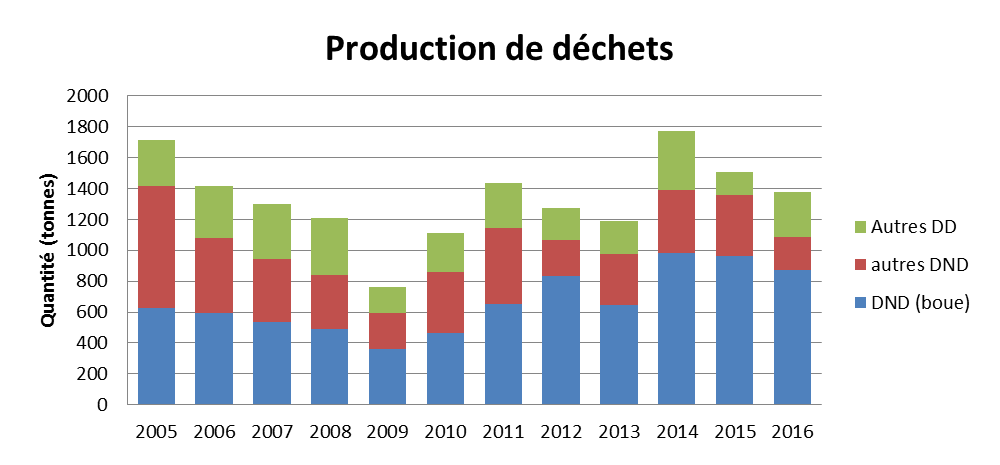 Production de déchets
Quantité (tonnes)
2000
1800
1600
1400
1200
1000
800
600
400
200
0
2005 2006 2007 2008 2009 2010 2011 2012 2013 2014 2015 2016
Autres DD
autres DND
DND (boue)